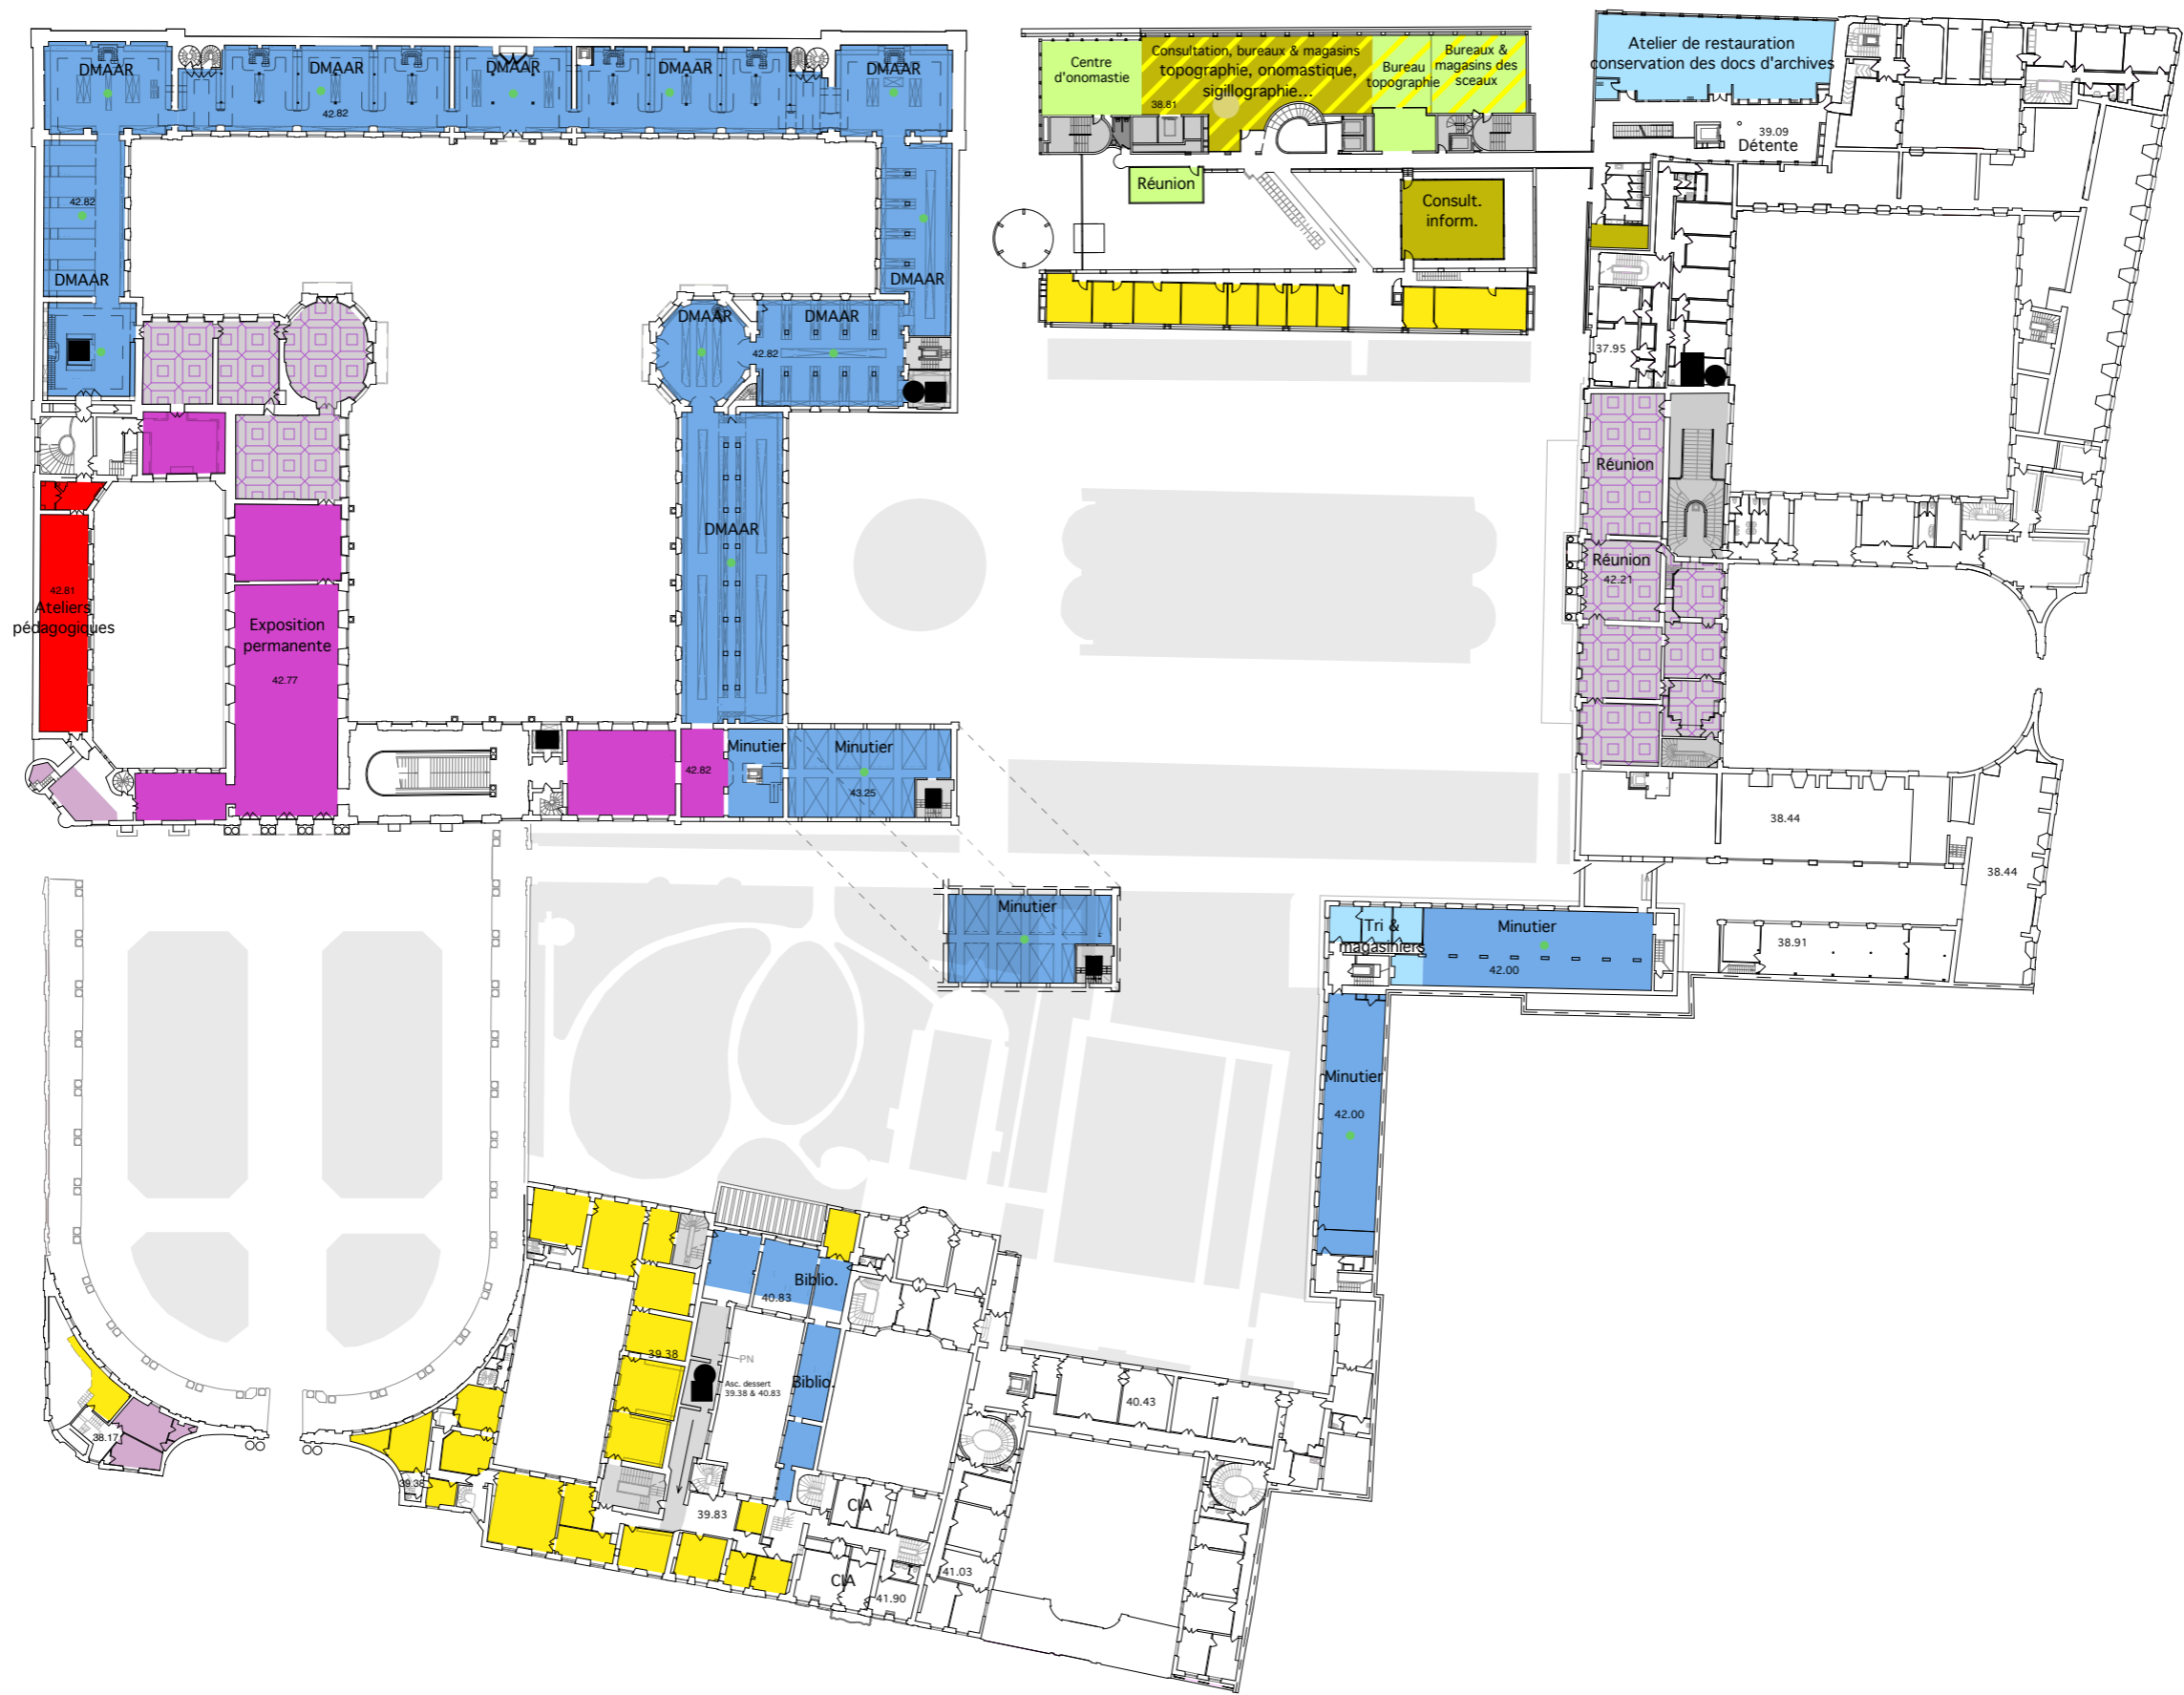 DMAAR
DMAAR
DMAAR
DMAAR
DMAAR
42.82
42.82
DMAAR
DMAAR
DMAAR
DMAAR
42.82
DMAAR
42.81
Ateliers
pédagogiques
Exposition
permanente
42.77
42.82
Minutier
Minutier
43.25
Minutier
Centre
d'onomastie
Consultation, bureaux & magasins
topographie, onomastique,
sigillographie...
38.81
Bureau
topographie
Bureaux &
magasins des
sceaux
Réunion
Consult.
inform.
Atelier de restauration
conservation des docs d'archives
39.09
Détente
37.95
Réunion
Réunion
42.21
38.44
38.44
38.91
Tri &
magasiniers
Minutier
42.00
Minutier
42.00
Biblio.
40.83
39.38
PN
Asc. dessert
39.38 & 40.83
Biblio.
40.43
38.17
39.38
39.83
CIA
CIA
41.90
41.03